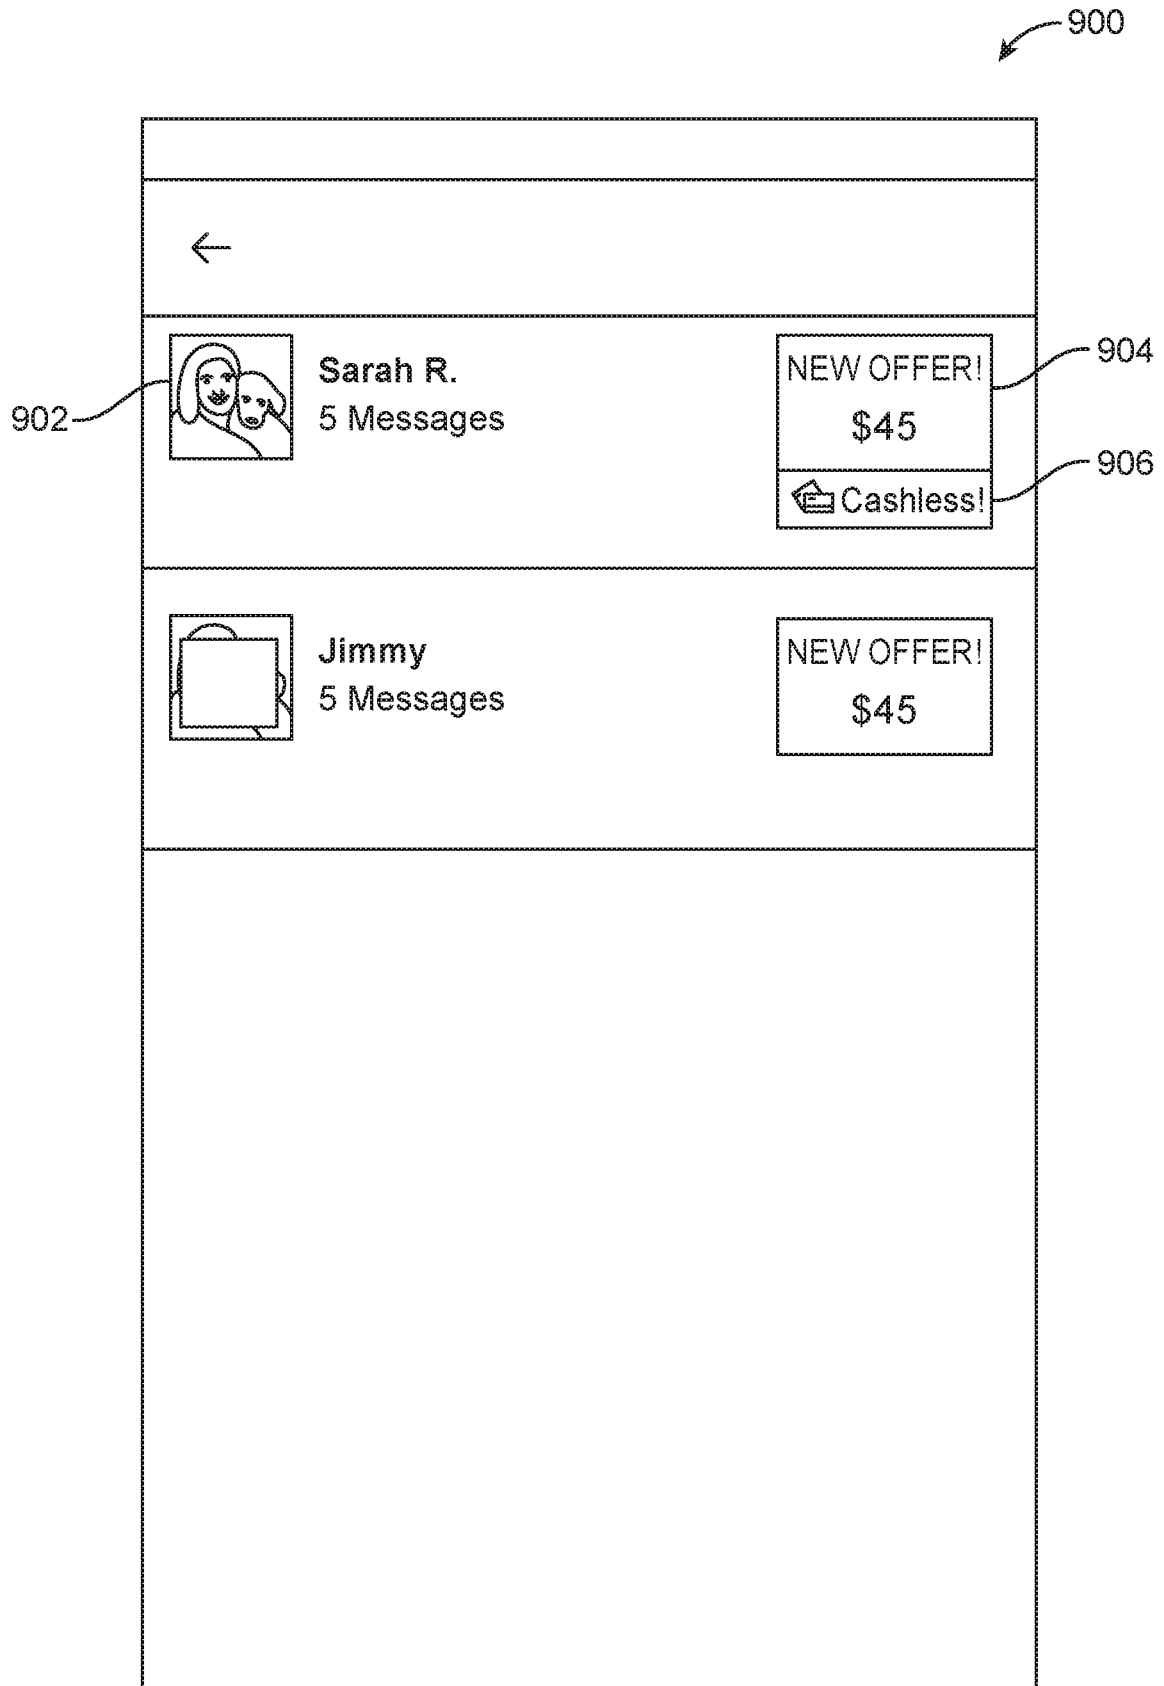 900
Sarah R.
5 Messages
NEW OFFER!
$45
Cashless!
902
904
906
Jimmy
5 Messages
NEW OFFER!
$45